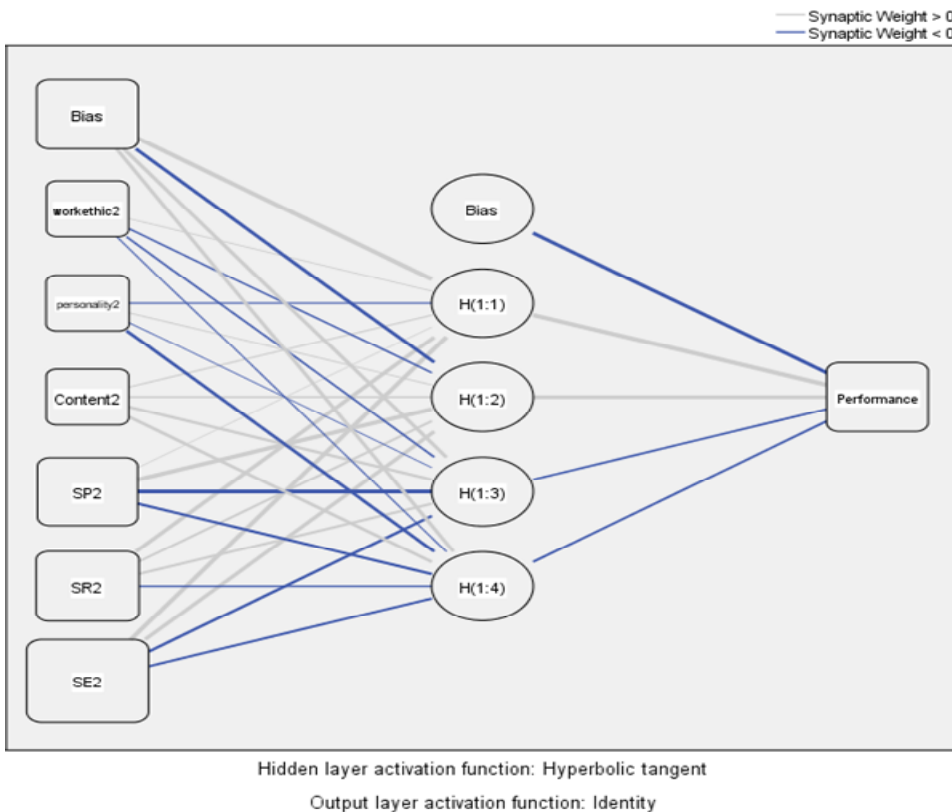 Synaptic Weight > 0
Synaptic Weight < 0
Bias
workethic2
personality2
Content2
SP2
SR2
SE2
Bias
H(1:1)
H(1:2)
H(1:3)
H(1:4)
Performance
Hidden layer activation function: Hyperbolic tangent
Output layer activation function: Identity